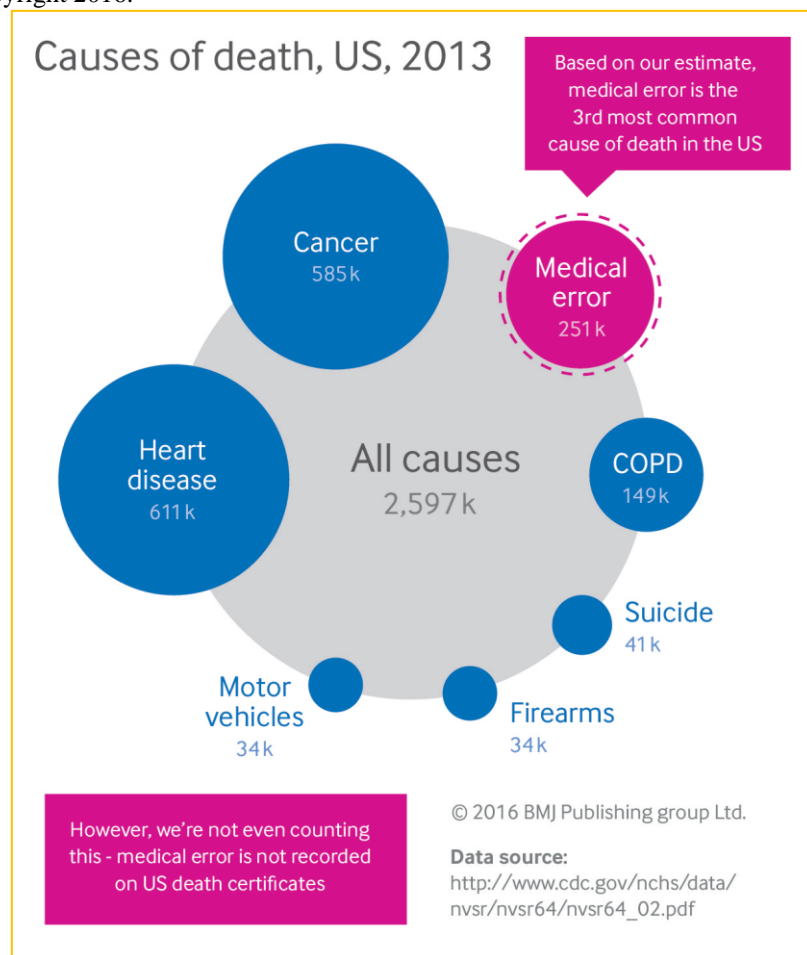 Causes of death, US, 2013
Based on our estimate,
medical error is the
3rd most common
cause of death in the US
Cancer
585k
Medical
error
251k
Heart
disease
611k
All causes
2,597k
COPD
149k
Suicide
41k
Motor
vehicles
34k
Firearms
34k
However, we're not even counting
this - medical error is not recorded
on US death certificates
© 2016 BMJ Publishing group Ltd.
Data source:
http://www.cdc.gov/nchs/data/
nvsr/nvsr64/nvsr64_02.pdf